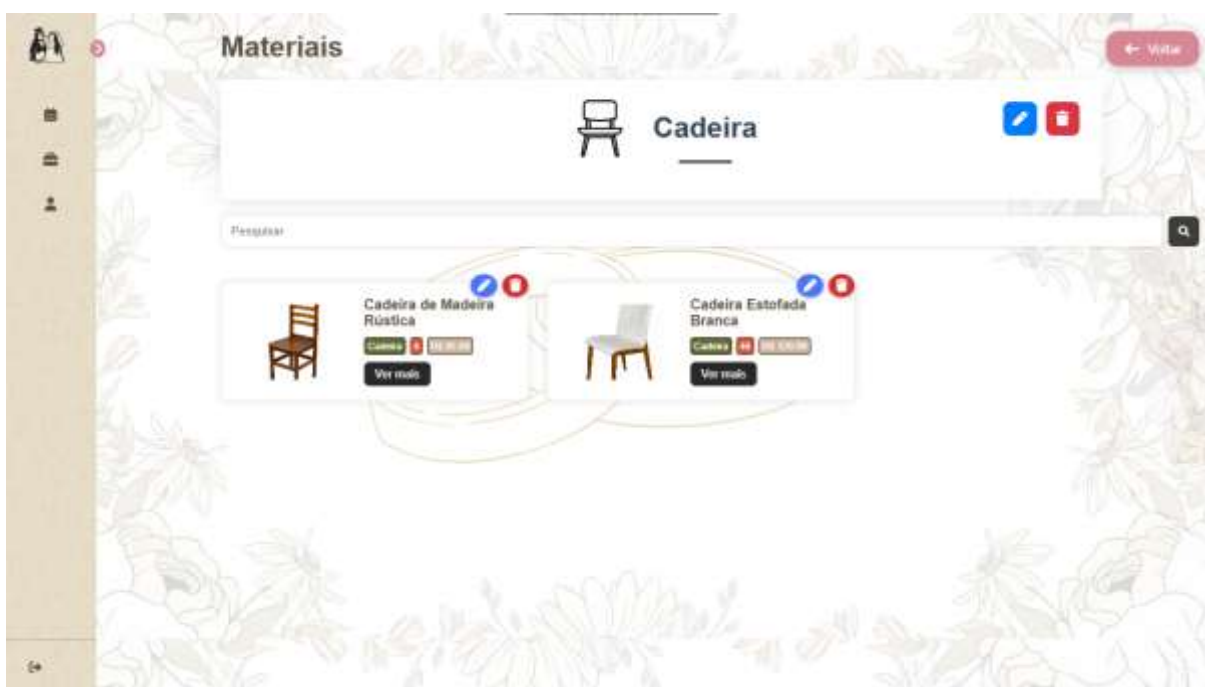 Materiais
← Voltar
Cadeira
Pesquisar
Cadeira de Madeira
Rústica
Cadeira
Ver mais
Cadeira Estofada
Branca
Cadeira
Ver mais